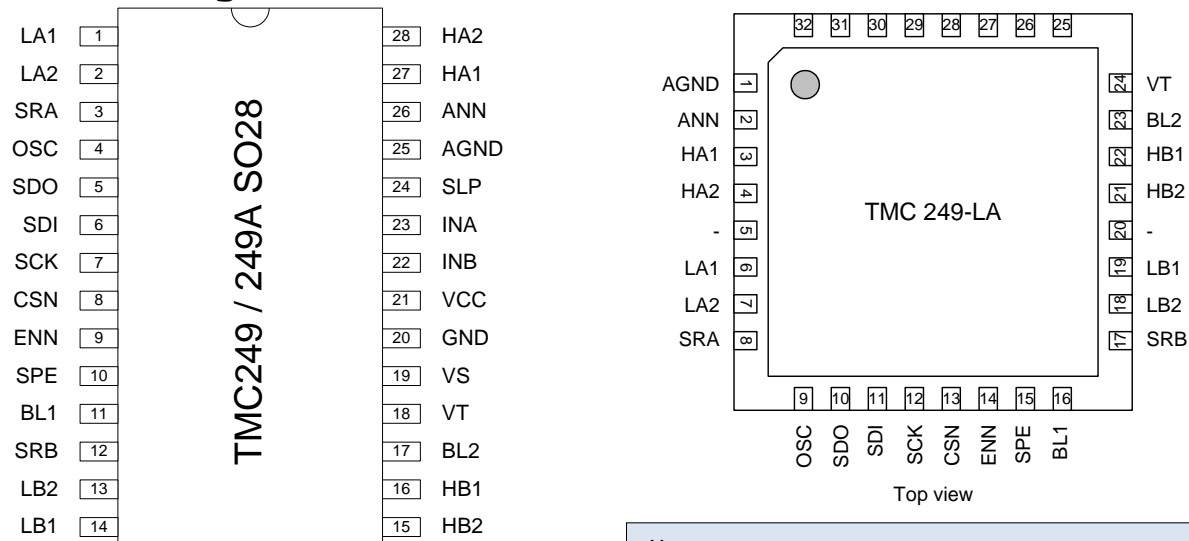 LA1 1 28 HA2
LA2 2 27 HA1
SRA 3 26 ANN
OSC 4 25 AGND
SDO 5 24 SLP
SDI 6 23 INA
SCK 7 22 INB
CSN 8 21 VCC
ENN 9 20 GND
SPE 10 19 VS
BL1 11 18 VT
SRB 12 17 BL2
LB2 13 16 HB1
LB1 14 15 HB2
TMC249 / 249A SO28
32 31 30 29 28 27 26 25
AGND 1 24 VT
ANN 2 23 BL2
HA1 3 22 HB1
HA2 4 21 HB2
- 5 20 -
LA1 6 19 LB1
LA2 7 18 LB2
SRA 8 17 SRB
TMC 249-LA
9 10 11 12 13 14 15 16
OSC SDO SDI SCK CSN ENN SPE BL1
Top view